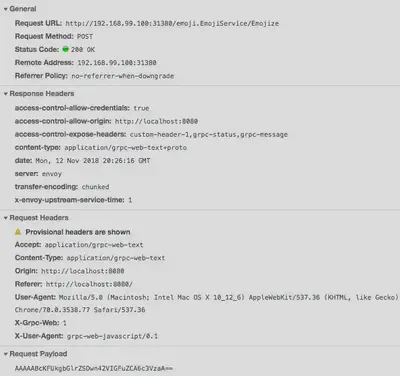 General
Request URL: http://192.168.99.100:31380/emoji.EmojiService/Emojize
Request Method: POST
Status Code: 200 OK
Remote Address: 192.168.99.100:31380
Referrer Policy: no-referrer-when-downgrade
Response Headers
access-control-allow-credentials: true
access-control-allow-origin: http://localhost:8080
access-control-expose-headers: custom-header-1,grpc-status,grpc-message
content-type: application/grpc-web-text+proto
date: Mon, 12 Nov 2018 20:26:16 GMT
server: envoy
transfer-encoding: chunked
x-envoy-upstream-service-time: 1
Request Headers
Provisional headers are shown
Accept: application/grpc-web-text
Content-Type: application/grpc-web-text
Origin: http://localhost:8080
Referer: http://localhost:8080/
User-Agent: Mozilla/5.0 (Macintosh; Intel Mac OS X 10_12_6) AppleWebKit/537.36 (KHTML, like Gecko)
Chrome/70.0.3538.77 Safari/537.36
X-Grpc-Web: 1
X-User-Agent: grpc-web-javascript/0.1
Request Payload